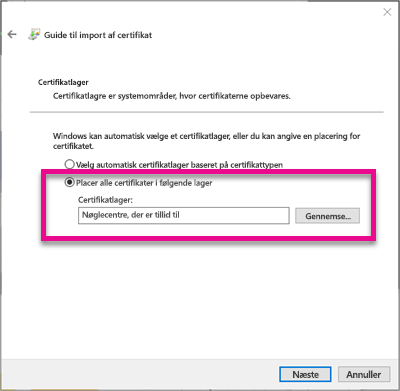 Guide til import af certifikat
Certifikatlager
Certifikatlagre er systemområder, hvor certifikaterne opbevares.
Windows kan automatisk vælge et certifikatlager, eller du kan angive en placering for
certifikatet.
Vælg automatisk certifikatlager baseret på certifikattypen
Placer alle certifikater i følgende lager
Certifikatlager:
Nøglecentre, der er tillid til
Gennemse...
Næste
Annuller